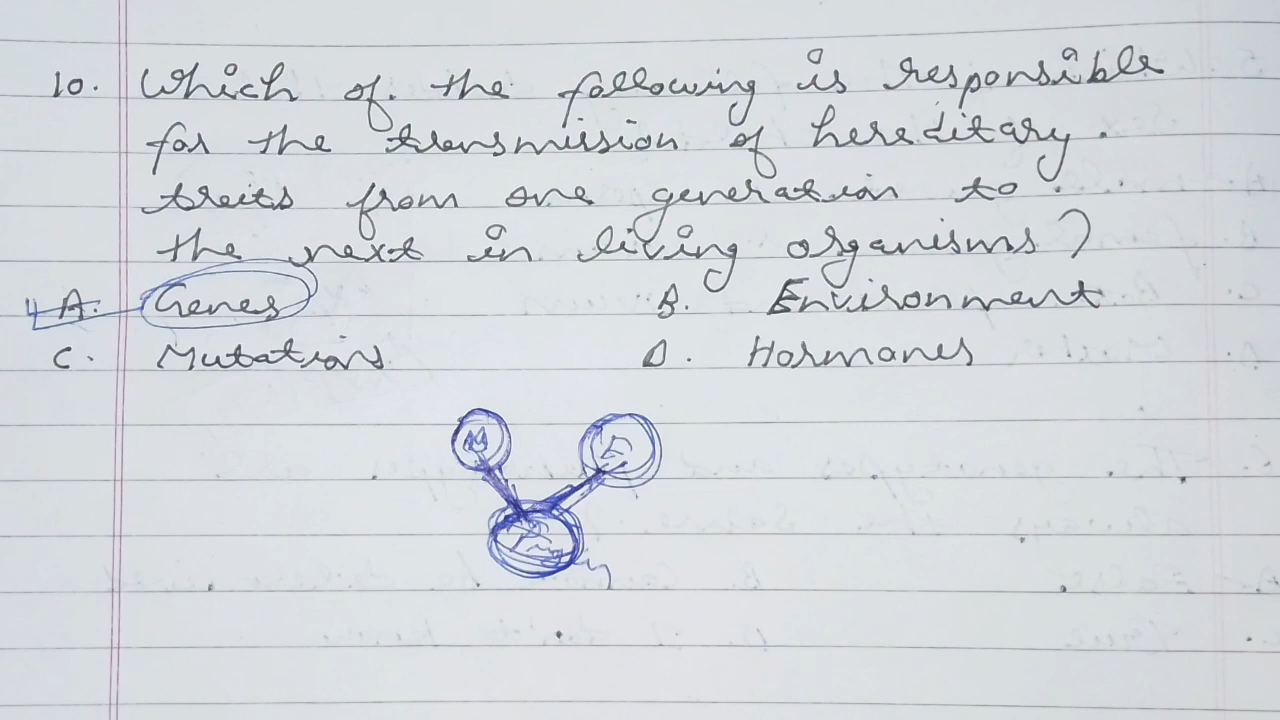 10. Which of the following is responsible
for the transmission of hereditary
traits from one generation to
the next in living organisms?
A. Genes B. Environment
C. Mutations D. Hormones